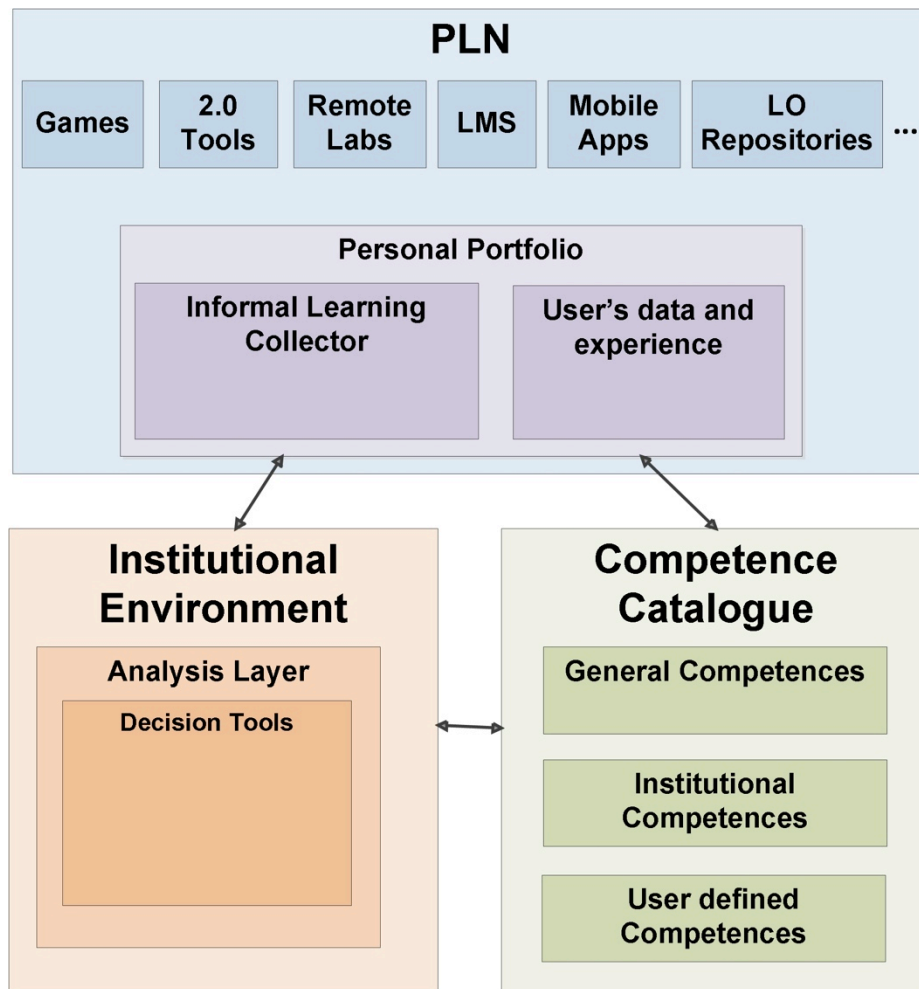 PLN
Games
2.0
Tools
Remote
Labs
LMS
Mobile
Apps
LO
Repositories
...
Personal Portfolio
Informal Learning
Collector
User’s data and
experience
Institutional
Environment
Analysis Layer
Decision Tools
Competence
Catalogue
General Competences
Institutional
Competences
User defined
Competences